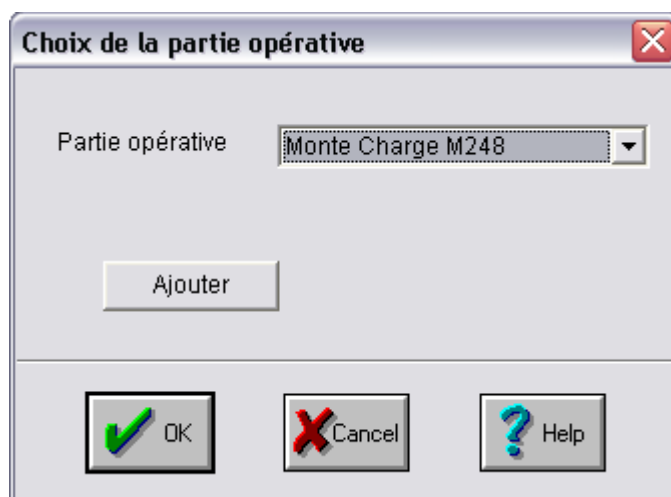 Choix de la partie opérative
Partie opérative
Monte Charge M248
Ajouter
OK
Cancel
Help